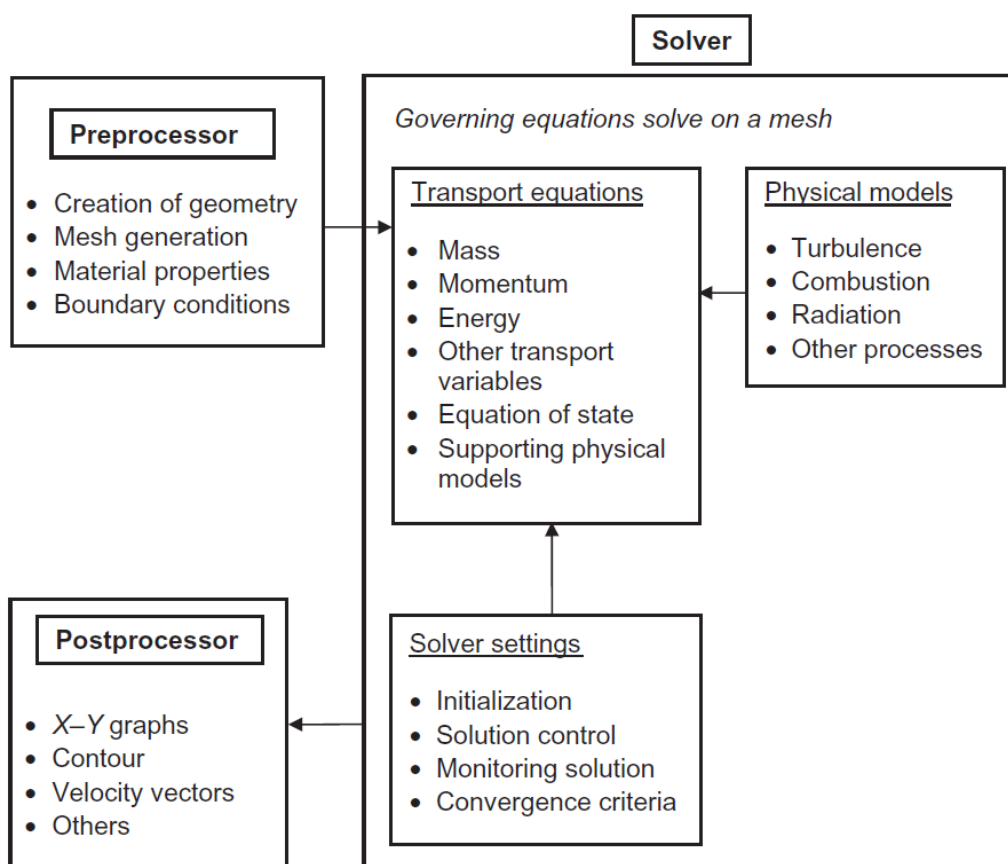 Solver
Preprocessor
• Creation of geometry
• Mesh generation
• Material properties
• Boundary conditions
Governing equations solve on a mesh
Transport equations
• Mass
• Momentum
• Energy
• Other transport
variables
• Equation of state
• Supporting physical
models
Physical models
• Turbulence
• Combustion
• Radiation
• Other processes
Solver settings
• Initialization
• Solution control
• Monitoring solution
• Convergence criteria
Postprocessor
• X–Y graphs
• Contour
• Velocity vectors
• Others